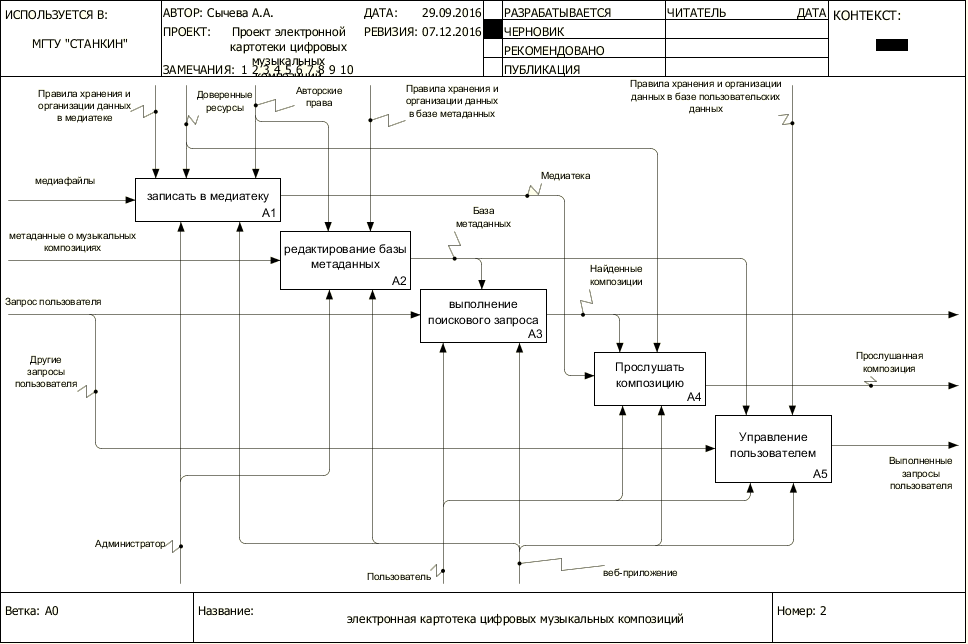 ИСПОЛЬЗУЕТСЯ В:
МГТУ "СТАНКИН"
АВТОР: Сычева А.А.
ДАТА: 29.09.2016
ПРОЕКТ: Проект электронной
картотеки цифровых
музыкальных
РЕВИЗИЯ: 07.12.2016
ЗАМЕЧАНИЯ: 1 2 3 4 5 6 7 8 9 10
РАЗРАБАТЫВАЕТСЯ
ЧЕРНОВИК
РЕКОМЕНДОВАНО
ПУБЛИКАЦИЯ
ЧИТАТЕЛЬ ДАТА
КОНТЕКСТ:
Правила хранения и
организации данных
в медиатеке
Доверенные
ресурсы
Авторские
права
Правила хранения и
организации данных
в базе метаданных
Правила хранения и организации
данных в базе пользовательских
данных
медиафайлы
записать в медиатеку
A1
Медиатека
метаданные о музыкальных
композициях
редактирование базы
метаданных
A2
База
метаданных
Запрос пользователя
выполнение
поискового запроса
A3
Найденные
композиции
Другие
запросы
пользователя
Прослушать
композицию
A4
Прослушанная
композиция
Управление
пользователем
A5
Выполненные
запросы
пользователя
Администратор
Пользователь
веб-приложение
Ветка: A0
Название:
электронная картотека цифровых музыкальных композиций
Номер: 2